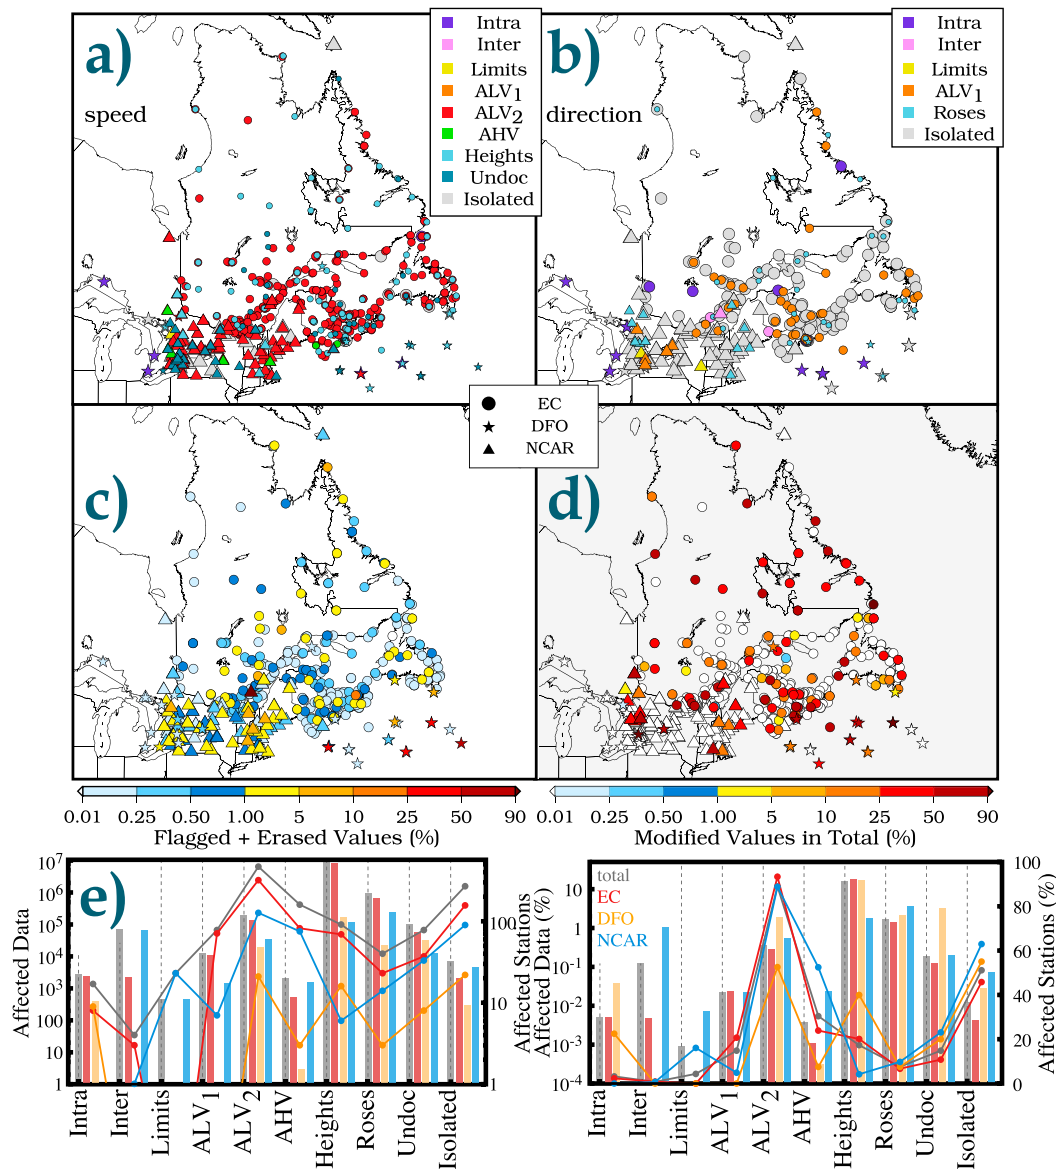 a)
speed
Intra
Inter
Limits
ALV1
ALV2
AHV
Heights
Undoc
Isolated
b)
direction
Intra
Inter
Limits
ALV1
Roses
Isolated
EC
DFO
NCAR
c)
d)
0.01 0.25 0.50 1.00 5 10 25 50 90
Flagged + Erased Values (%)
0.01 0.25 0.50 1.00 5 10 25 50 90
Modified Values in Total (%)
e)
Affected Data
10^7
10^6
10^5
10^4
10^3
100
10
1
100
10
1
Affected Stations
Intra Inter Limits ALV1 ALV2 AHV Heights Roses Undoc Isolated
total
EC
DFO
NCAR
Affected Data (%)
10
1
10^-1
10^-2
10^-3
10^-4
100
80
60
40
20
0
Affected Stations (%)
Intra Inter Limits ALV1 ALV2 AHV Heights Roses Undoc Isolated